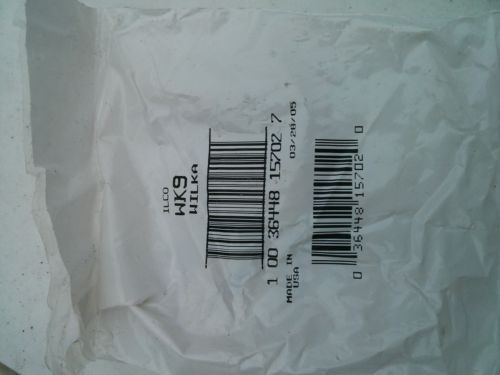 ILCO
WK9
WILKA
1 00 36448 15702 7
MADE IN
USA
03/28/05
0 36448 15702 0